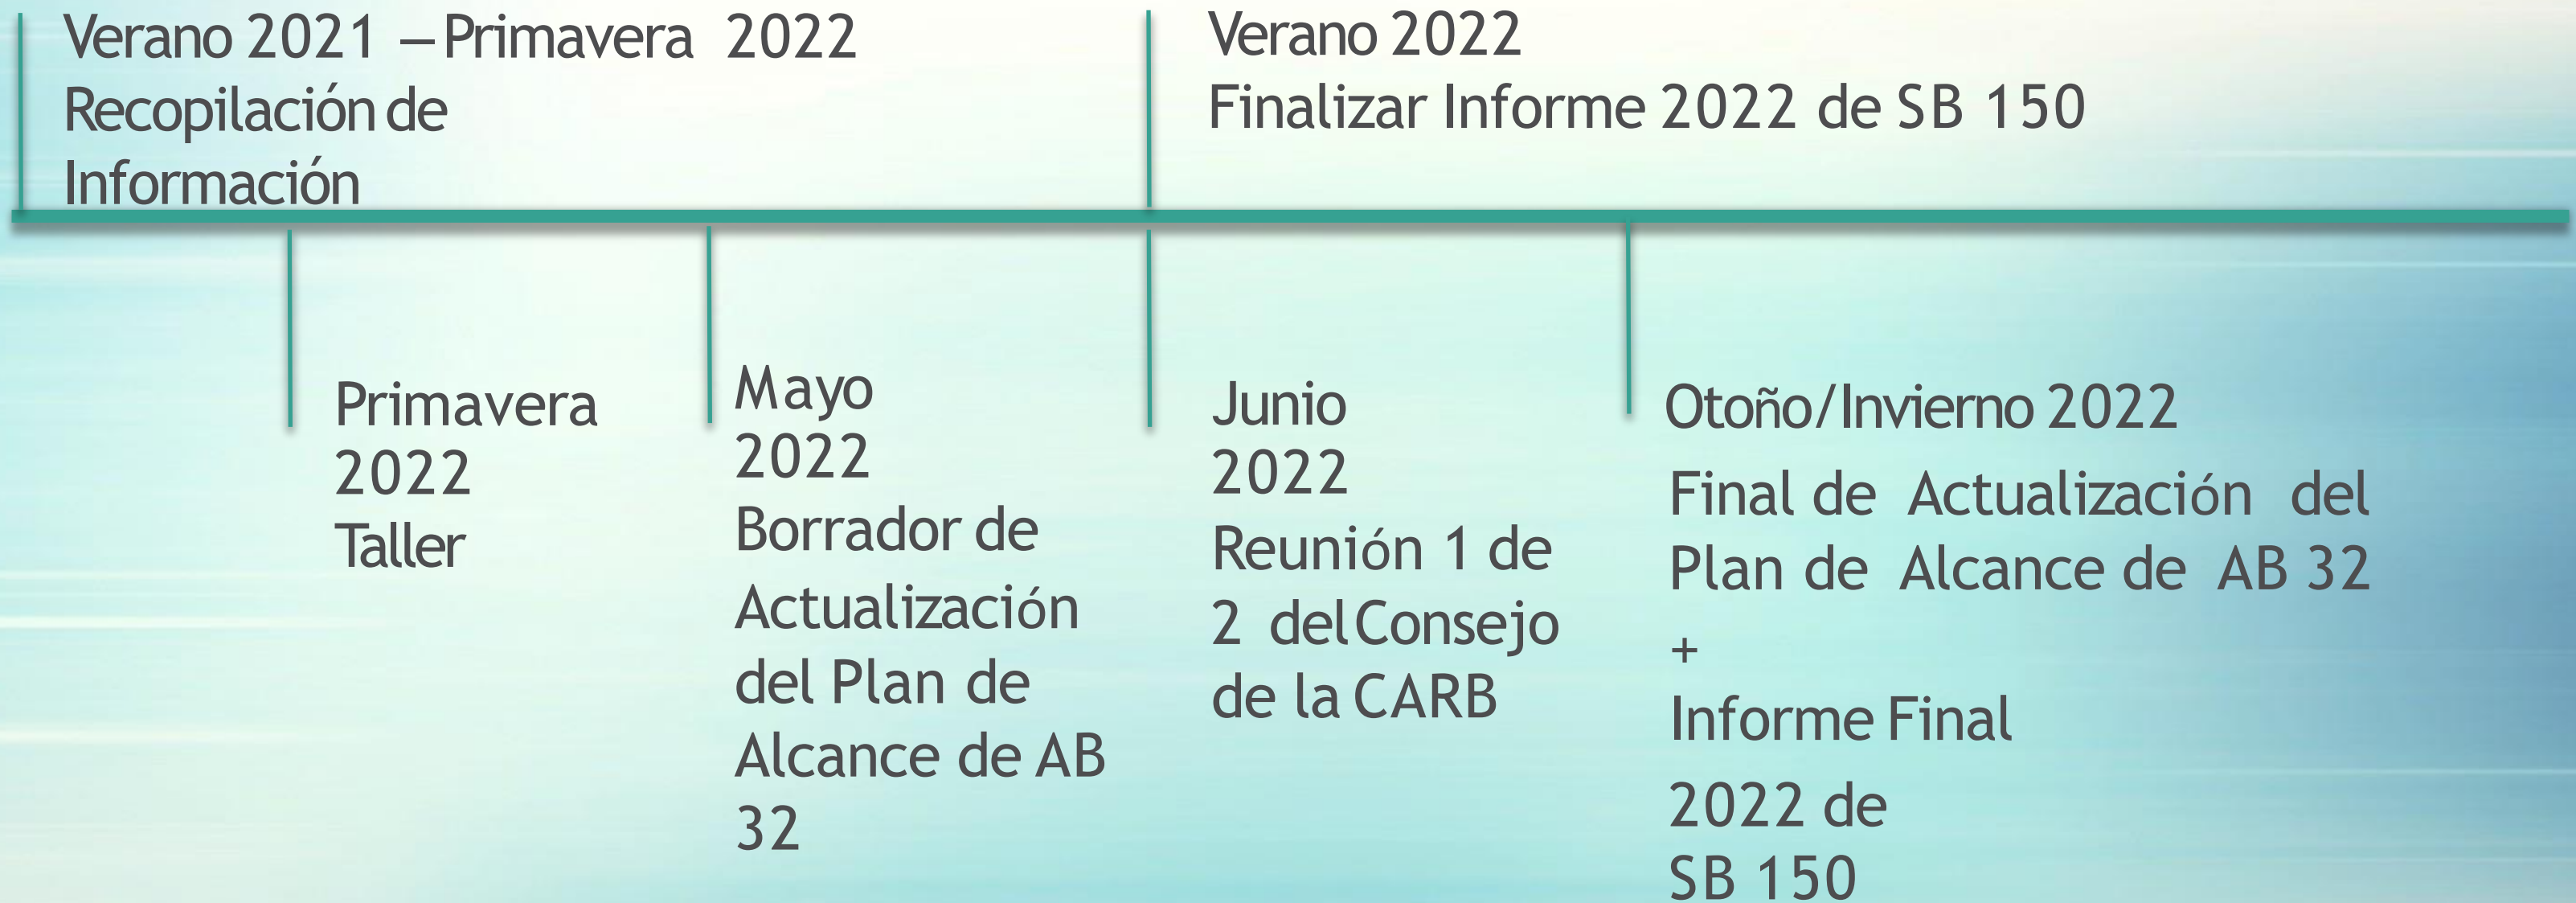 Verano 2021 – Primavera 2022
Recopilación de
Información
Verano 2022
Finalizar Informe 2022 de SB 150
Primavera
2022
Taller
Mayo
2022
Borrador de
Actualización
del Plan de
Alcance de AB
32
Junio
2022
Reunión 1 de
2 del Consejo
de la CARB
Otoño/Invierno 2022
Final de Actualización del
Plan de Alcance de AB 32
+
Informe Final
2022 de
SB 150